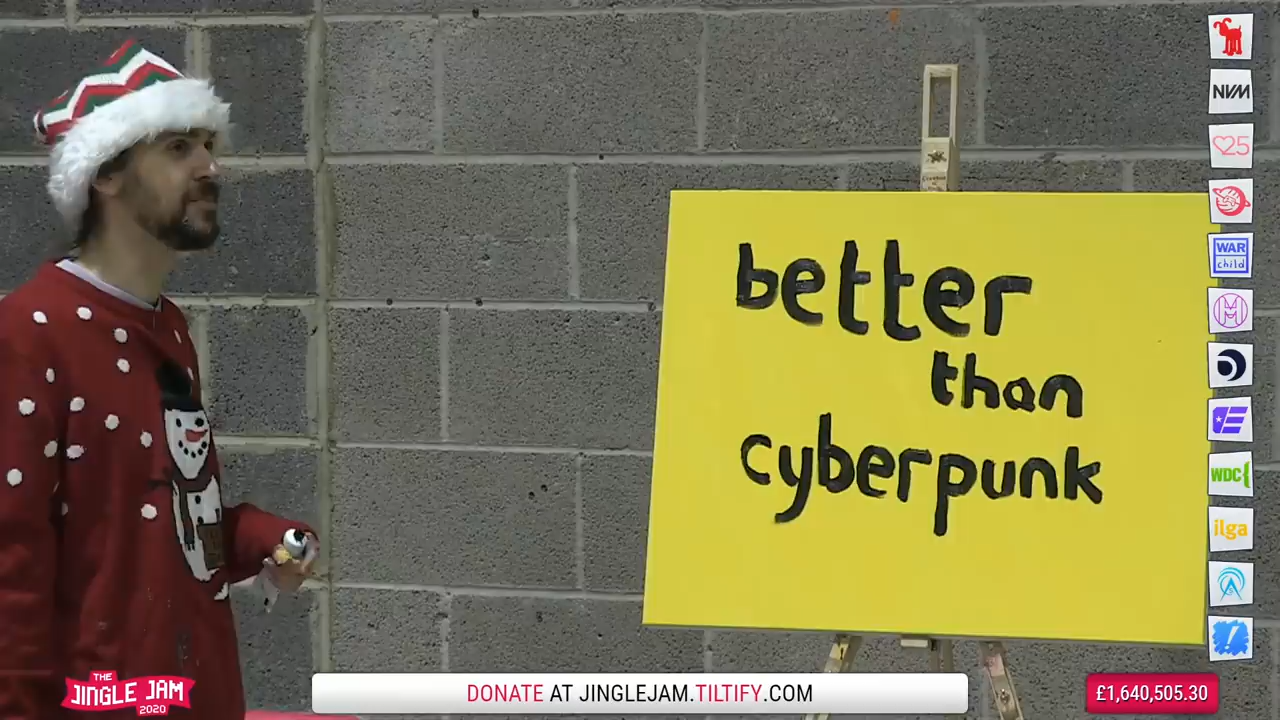 better
than
cyberpunk
NVM
25
WAR
child
WDC
ilga
THE
JINGLE JAM
2020
DONATE AT JINGLEJAM.TILTIFY.COM
£1,640,505.30